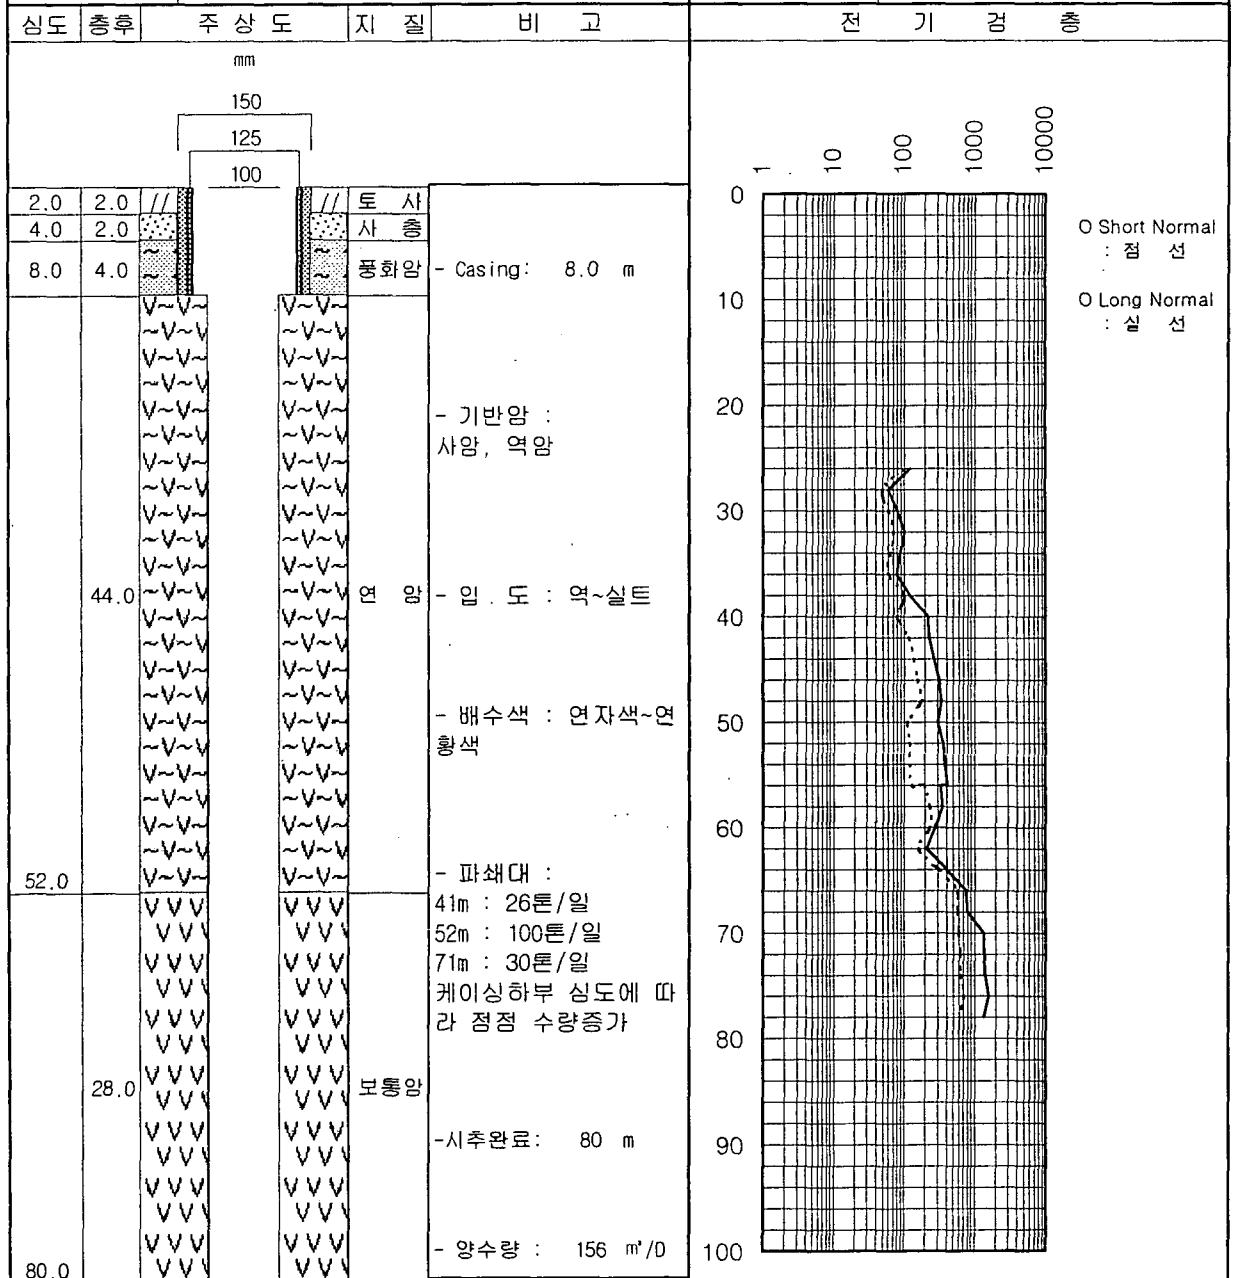 심도 층후 주 상 도 지 질 비 고 전 기 검 층
mm
150
125
100
2.0 2.0 토 사
4.0 2.0 사 층
8.0 4.0 풍화암 - Casing: 8.0 m
- 기반암 :
사암, 역암
44.0 연 암 - 입 도 : 역~실트
- 배수색 : 연자색~연
황색
52.0
- 파쇄대 :
41m : 26톤/일
52m : 100톤/일
71m : 30톤/일
케이싱하부 심도에 따
라 점점 수량증가
28.0 보통암
-시추완료: 80 m
- 양수량 : 156 m³/D
80.0
1 10 100 1000 10000
0
10
20
30
40
50
60
70
80
90
100
O Short Normal
: 점 선
O Long Normal
: 실 선